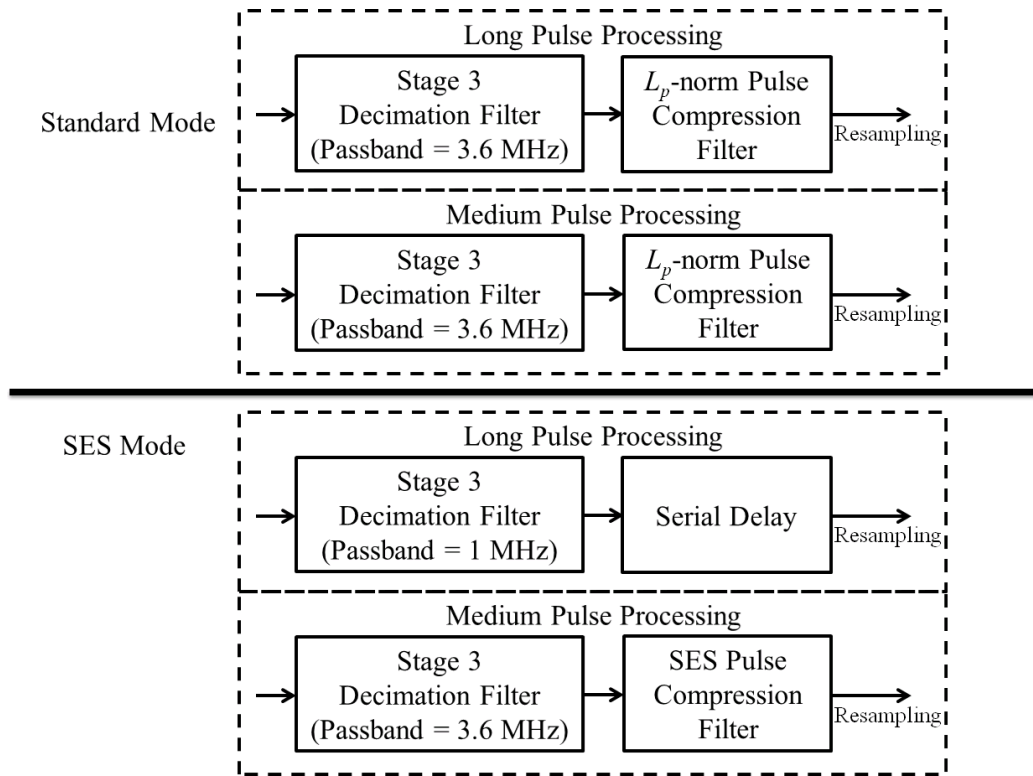 Long Pulse Processing
Standard Mode
Stage 3
Decimation Filter
(Passband = 3.6 MHz)
Lp-norm Pulse
Compression
Filter
Resampling
Medium Pulse Processing
Stage 3
Decimation Filter
(Passband = 3.6 MHz)
Lp-norm Pulse
Compression
Filter
Resampling
SES Mode
Long Pulse Processing
Stage 3
Decimation Filter
(Passband = 1 MHz)
Serial Delay
Resampling
Medium Pulse Processing
Stage 3
Decimation Filter
(Passband = 3.6 MHz)
SES Pulse
Compression
Filter
Resampling